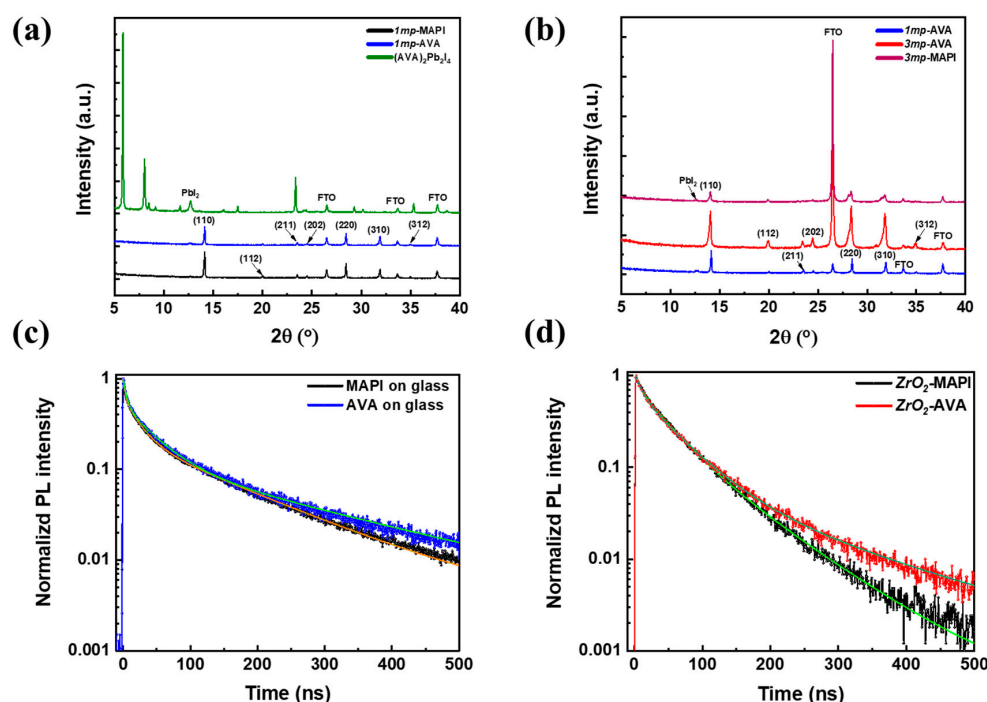 (a)
1mp-MAPI
1mp-AVA
(AVA)₂Pb₂I₄
PbI₂
FTO
FTO
FTO
(110)
(211)
(202)
(220)
(310)
(312)
(112)
Intensity (a.u.)
5 10 15 20 25 30 35 40
2θ (°)
(b)
FTO
1mp-AVA
3mp-AVA
3mp-MAPI
PbI₂
(110)
(112)
(202)
(312)
FTO
(211)
(220)
(310)
FTO
Intensity (a.u.)
5 10 15 20 25 30 35 40
2θ (°)
(c)
MAPI on glass
AVA on glass
Normalizd PL intensity
1
0.1
0.01
0.001
0 100 200 300 400 500
Time (ns)
(d)
ZrO₂-MAPI
ZrO₂-AVA
Normalizd PL intensity
1
0.1
0.01
0.001
0 100 200 300 400 500
Time (ns)